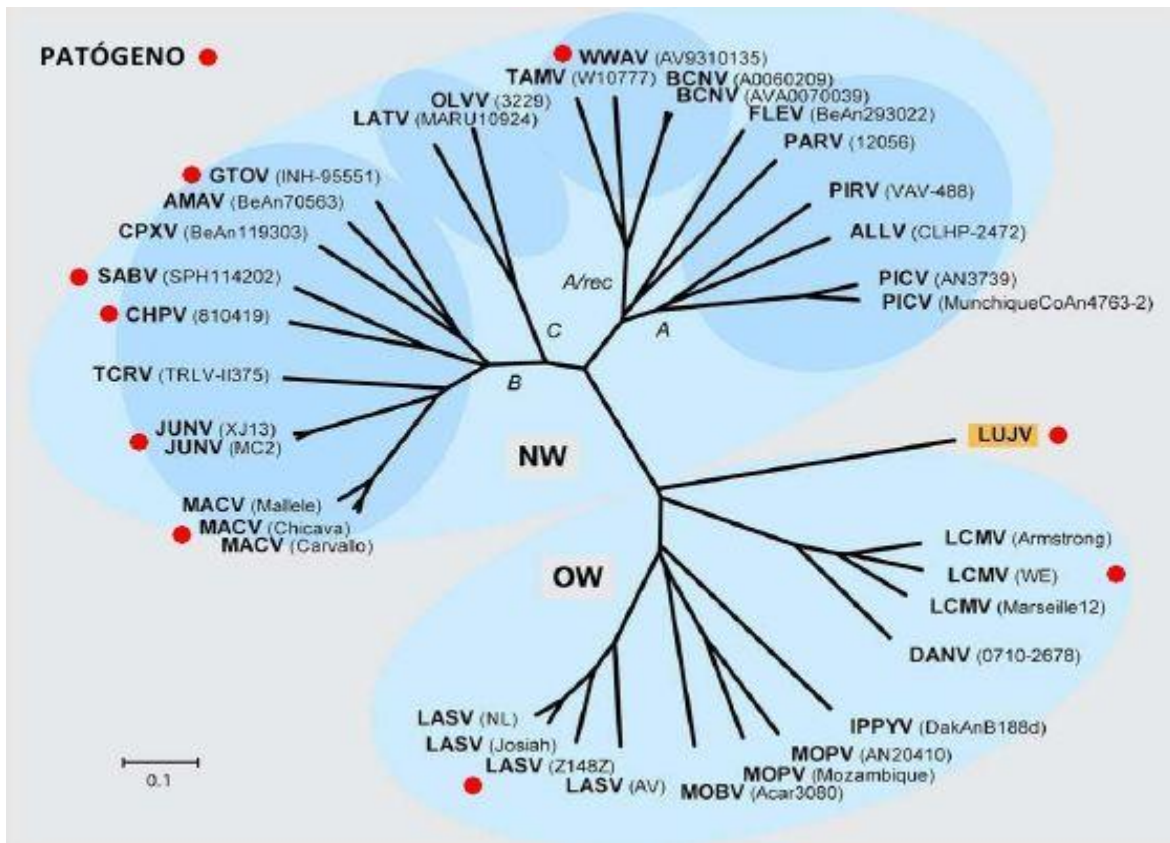 PATÓGENO
WWAV (AV9310135)
TAMV (W10777)
BCNV (A0060209)
BCNV (AVA0070039)
OLVV (3229)
LATV (MARU10924)
FLEV (BeAn293022)
PARV (12056)
GTOV (INH-95551)
AMAV (BeAn70563)
PIRV (VAV-488)
CPXV (BeAn119303)
ALLV (CLHP-2472)
SABV (SPH114202)
A/rec
PICV (AN3739)
PICV (MunchiqueCoAn4763-2)
CHPV (810419)
C
A
TCRV (TRLV-II375)
B
JUNV (XJ13)
JUNV (MC2)
LUJV
NW
MACV (Mallele)
MACV (Chicava)
MACV (Carvallo)
LCMV (Armstrong)
OW
LCMV (WE)
LCMV (Marseille12)
DANV (0710-2678)
LASV (NL)
IPPYV (DakAnB188d)
LASV (Josiah)
MOPV (AN20410)
LASV (Z148Z)
MOPV (Mozambique)
LASV (AV)
MOBV (Acar3080)
0.1